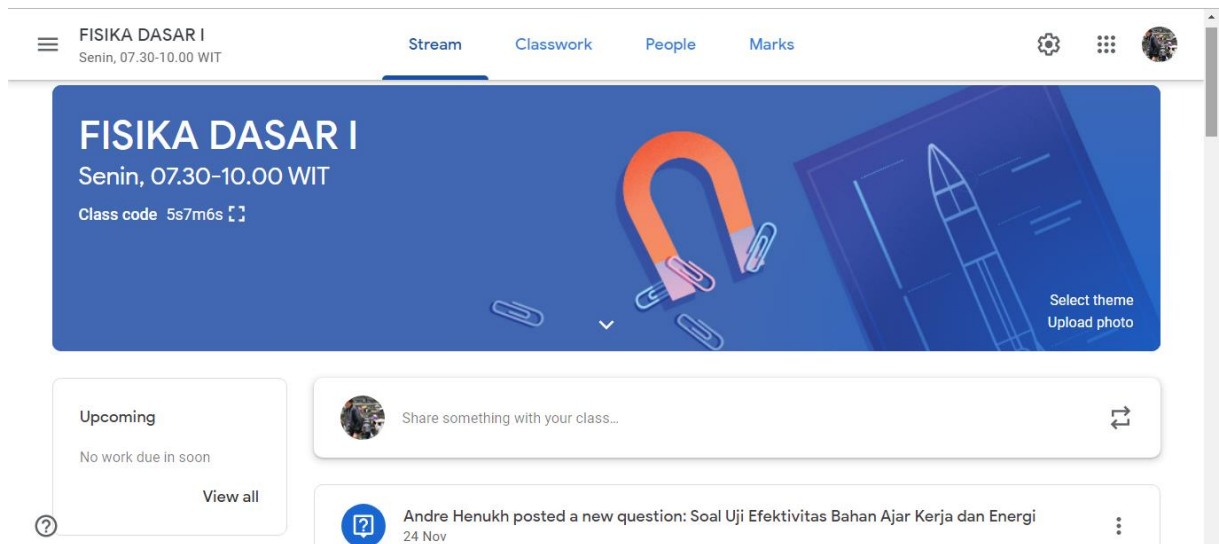 FISIKA DASAR I
Senin, 07.30-10.00 WIT
Stream Classwork People Marks
FISIKA DASAR I
Senin, 07.30-10.00 WIT
Class code 5s7m6s
Select theme
Upload photo
Upcoming
No work due in soon
View all
Share something with your class...
Andre Henukh posted a new question: Soal Uji Efektivitas Bahan Ajar Kerja dan Energi
24 Nov